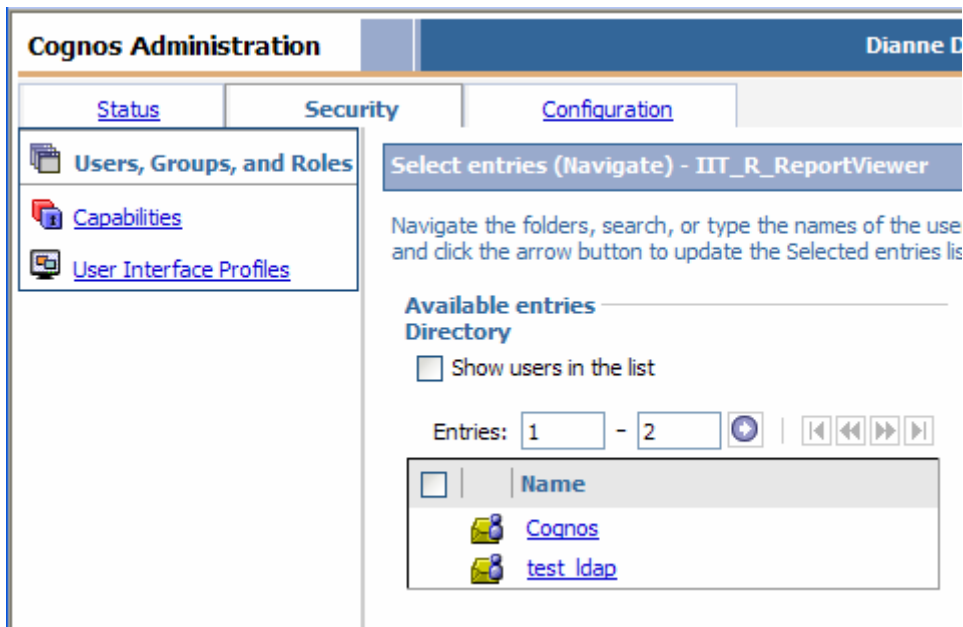 Cognos Administration
Dianne D
Status
Security
Configuration
Users, Groups, and Roles
Capabilities
User Interface Profiles
Select entries (Navigate) - IIT_R_ReportViewer
Navigate the folders, search, or type the names of the use
and click the arrow button to update the Selected entries lis
Available entries
Directory
Show users in the list
Entries: 1 - 2
Name
Cognos
test_ldap